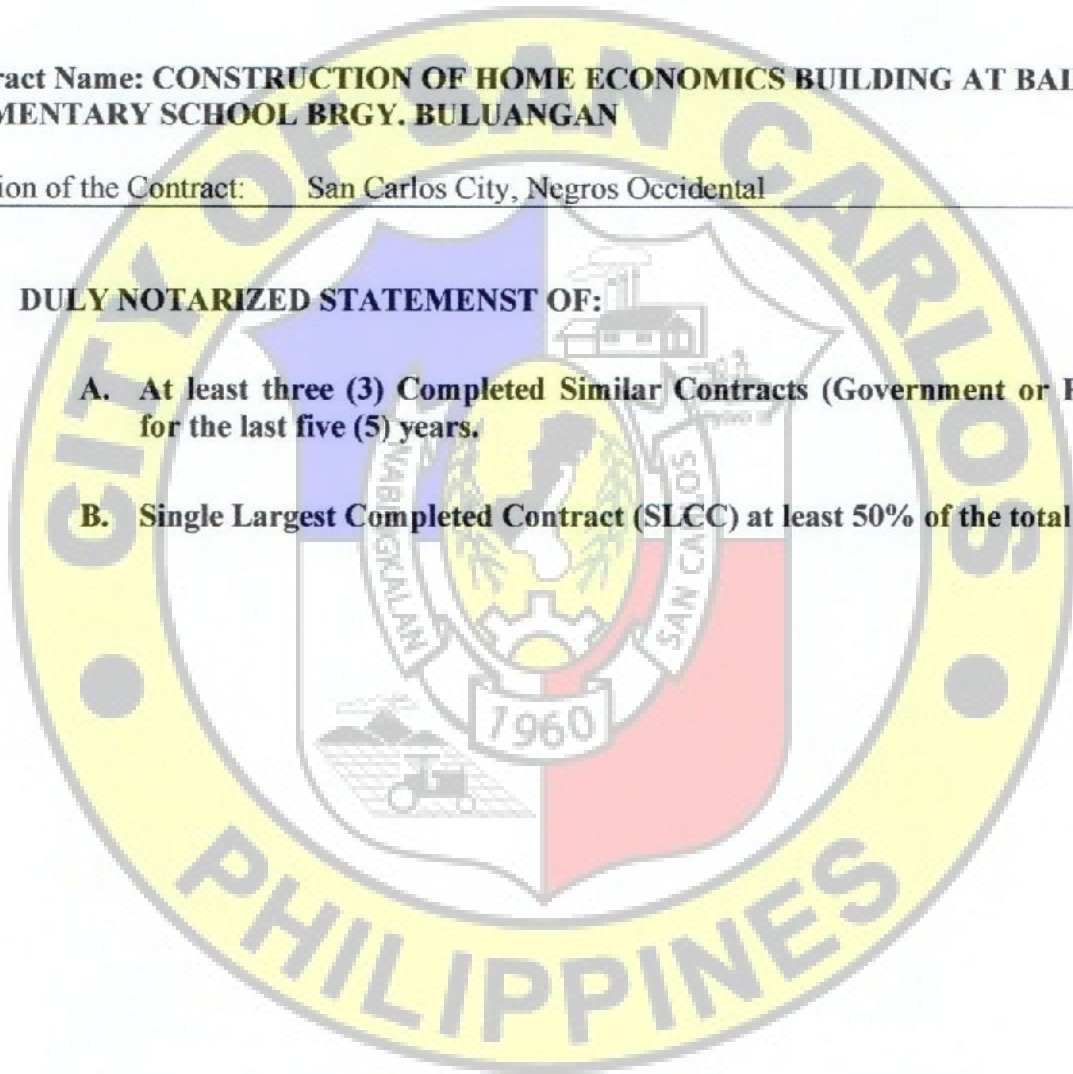 ract Name: CONSTRUCTION OF HOME ECONOMICS BUILDING AT
MENTARY SCHOOL BRGY. BULUANGAN
ion of the Contract: San Carlos City, Negros Occidental
DULY NOTARIZED STATEMENST OF:
A. At least three (3) Completed Similar Contracts (Government or
for the last five (5) years.
B. Single Largest Completed Contract (SLCC) at least 50% of the total
CITY OF SAN CARLOS
SAN CARLOS
1960
PHILIPPINES